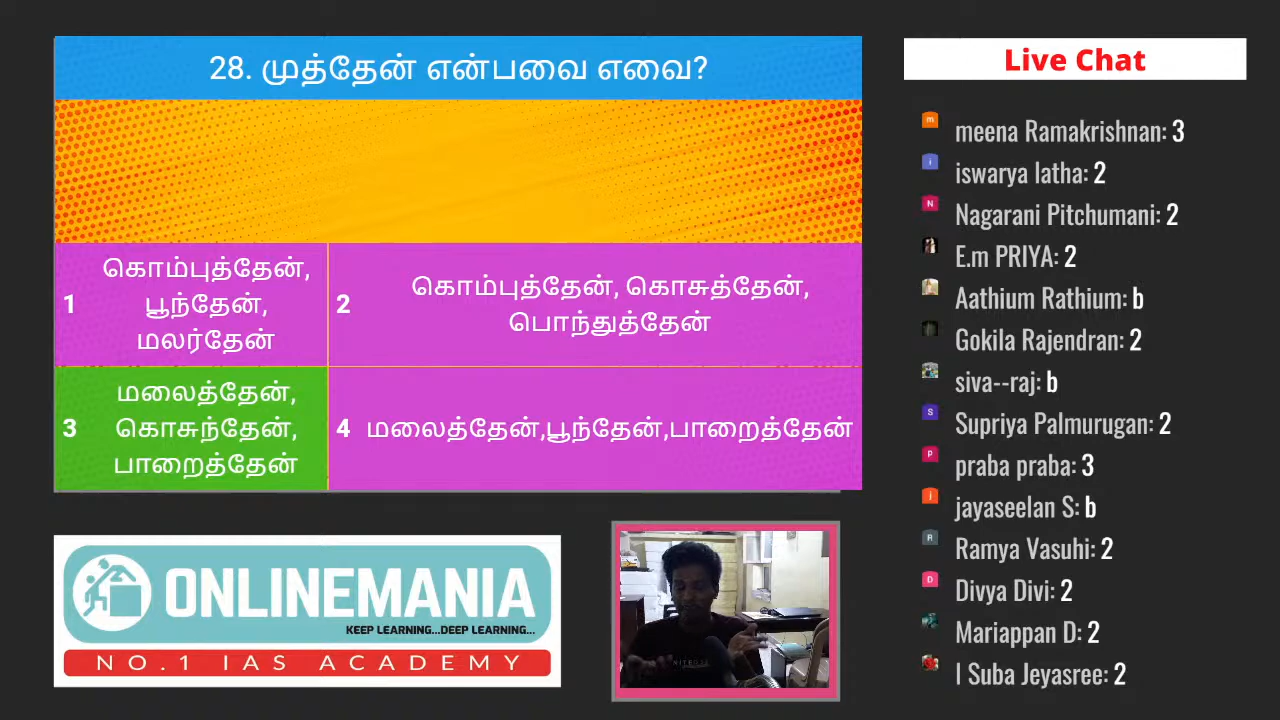 28. முத்தேன் என்பவை எவை?
1
கொம்புத்தேன்,
பூந்தேன்,
மலர்தேன்
2
கொம்புத்தேன், கொசுத்தேன்,
பொந்துத்தேன்
3
மலைத்தேன்,
கொசுந்தேன்,
பாறைத்தேன்
4
மலைத்தேன்,பூந்தேன்,பாறைத்தேன்
ONLINEMANIA
KEEP LEARNING...DEEP LEARNING...
NO.1 IAS ACADEMY
Live Chat
meena Ramakrishnan: 3
iswarya latha: 2
Nagarani Pitchumani: 2
E.m PRIYA: 2
Aathium Rathium: b
Gokila Rajendran: 2
siva--raj: b
Supriya Palmurugan: 2
praba praba: 3
jayaseelan S: b
Ramya Vasuhi: 2
Divya Divi: 2
Mariappan D: 2
I Suba Jeyasree: 2